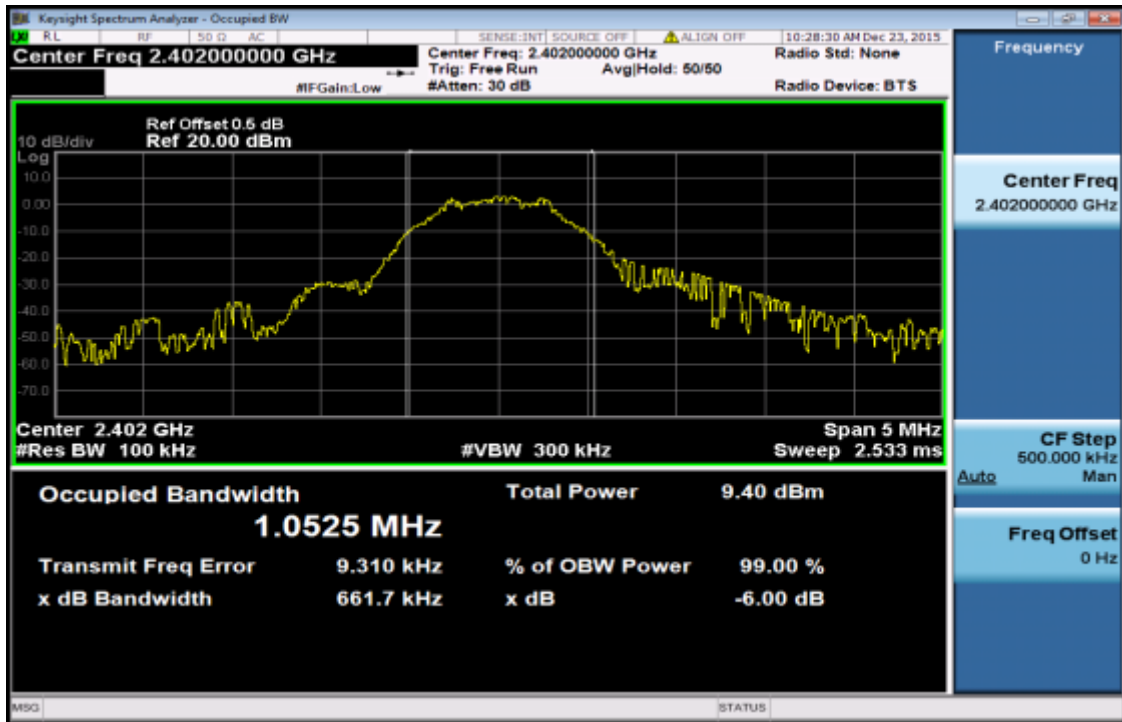 Keysight Spectrum Analyzer - Occupied BW
RL RF 50 Ω AC SENSE:INT SOURCE OFF ALIGN OFF 10:28:30 AM Dec 23, 2015
Center Freq 2.402000000 GHz
Center Freq: 2.402000000 GHz Radio Std: None
Trig: Free Run Avg|Hold: 50/50
#IFGain:Low #Atten: 30 dB Radio Device: BTS
Ref Offset 0.5 dB
10 dB/div Ref 20.00 dBm
Log
10.0
0.00
-10.0
-20.0
-30.0
-40.0
-50.0
-60.0
-70.0
Center 2.402 GHz Span 5 MHz
#Res BW 100 kHz #VBW 300 kHz Sweep 2.533 ms
Occupied Bandwidth Total Power 9.40 dBm
1.0525 MHz
Transmit Freq Error 9.310 kHz % of OBW Power 99.00 %
x dB Bandwidth 661.7 kHz x dB -6.00 dB
MSG STATUS
Frequency
Center Freq
2.402000000 GHz
CF Step
500.000 kHz
Auto Man
Freq Offset
0 Hz